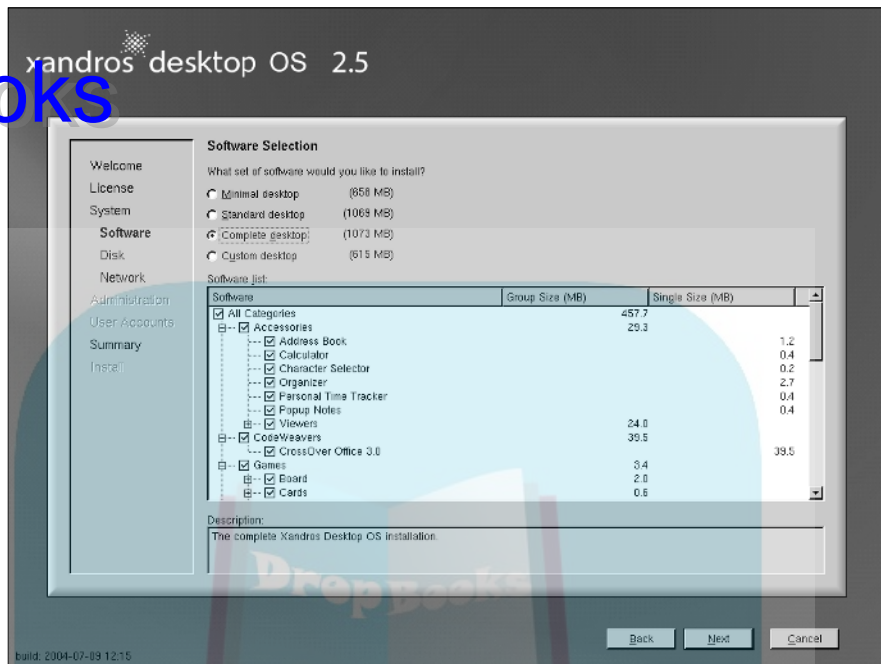 xandros desktop OS 2.5
oks
Welcome
License
System
Software
Disk
Network
Administration
User Accounts
Summary
Install
Software Selection
What set of software would you like to install?
Minimal desktop (658 MB)
Standard desktop (1069 MB)
Complete desktop (1073 MB)
Custom desktop (615 MB)
Software list:
Software Group Size (MB) Single Size (MB)
All Categories 457.7
Accessories 29.3
Address Book 1.2
Calculator 0.4
Character Selector 0.2
Organizer 2.7
Personal Time Tracker 0.4
Popup Notes 0.4
Viewers 24.0
CodeWeavers 39.5
CrossOver Office 3.0 39.5
Games 3.4
Board 2.0
Cards 0.6
Description:
The complete Xandros Desktop OS installation.
DropBooks
Back Next Cancel
build: 2004-07-09 12:15